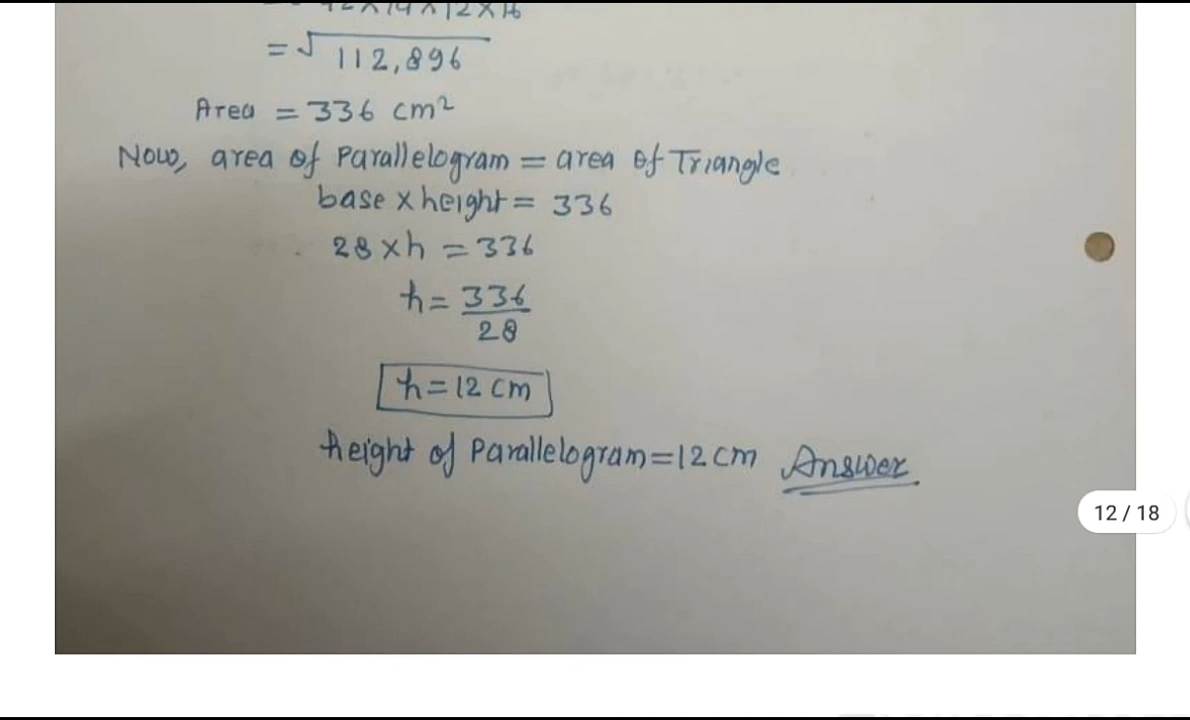 = √112,896
Area = 336 cm²
Now, area of Parallelogram = area of Triangle
base × height = 336
28 × h = 336
h = 336/28
h = 12 cm
height of Parallelogram = 12 cm Answer
12 / 18